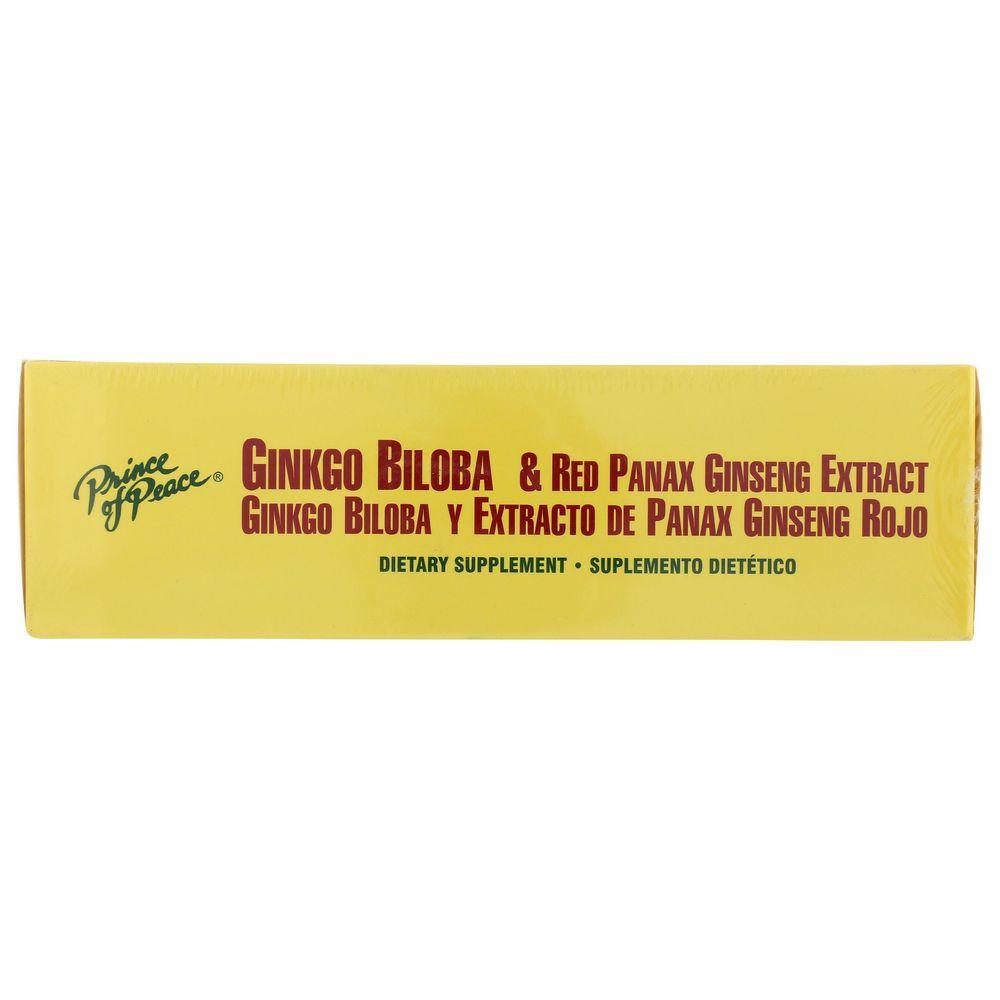 Prince
of Peace®
GINKGO BILOBA & RED PANAX GINSENG EXTRACT
GINKGO BILOBA Y EXTRACTO DE PANAX GINSENG ROJO
DIETARY SUPPLEMENT • SUPLEMENTO DIETÉTICO